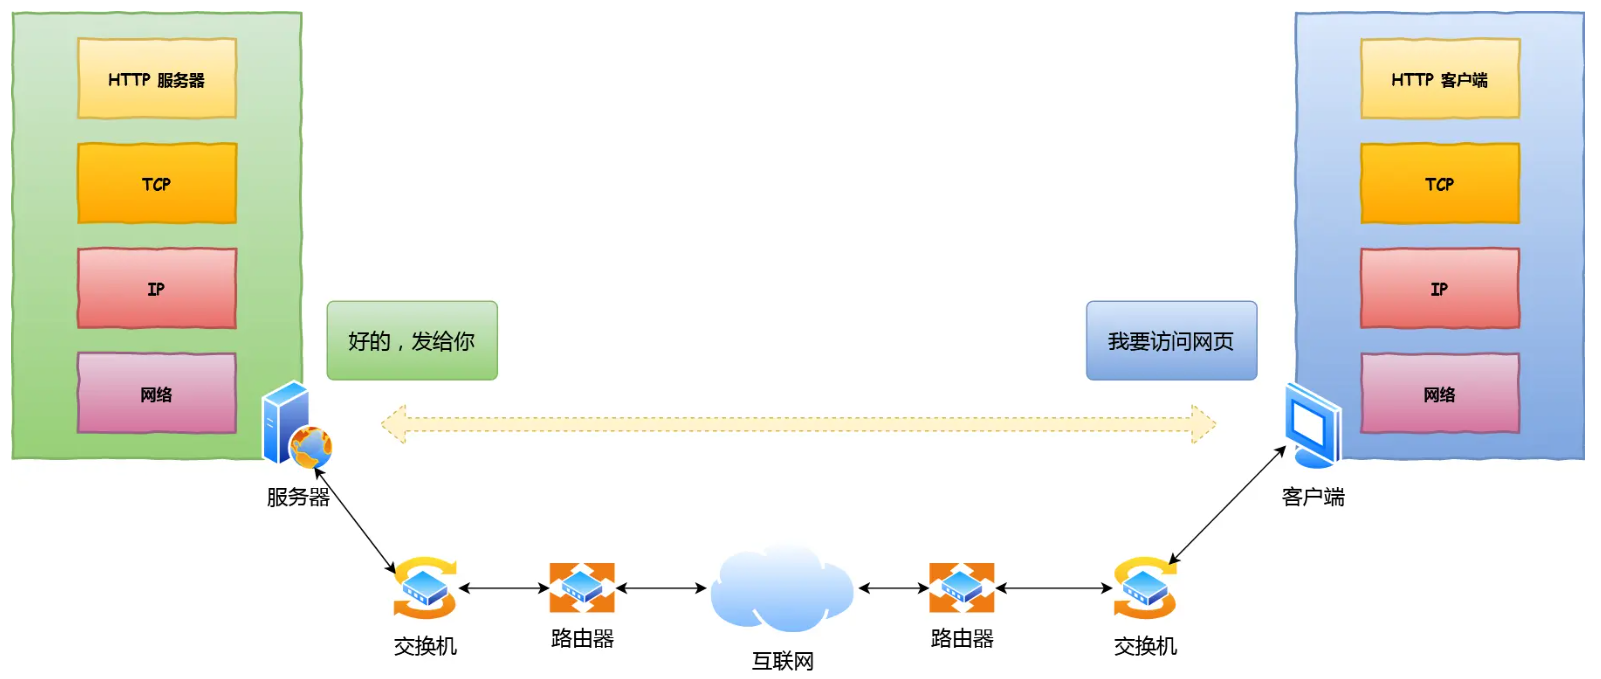 HTTP 服务器
TCP
IP
网络
服务器
好的，发给你
我要访问网页
HTTP 客户端
TCP
IP
网络
客户端
交换机
路由器
互联网
路由器
交换机